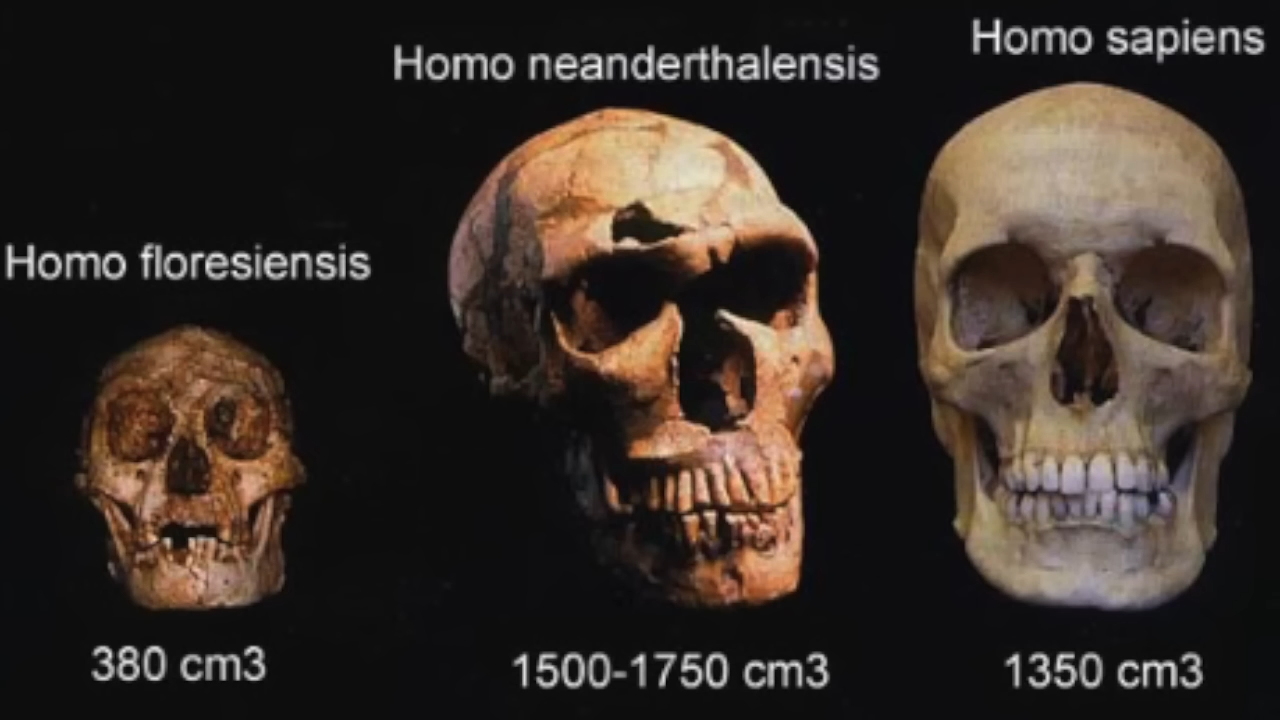 Homo floresiensis
380 cm3
Homo neanderthalensis
1500-1750 cm3
Homo sapiens
1350 cm3